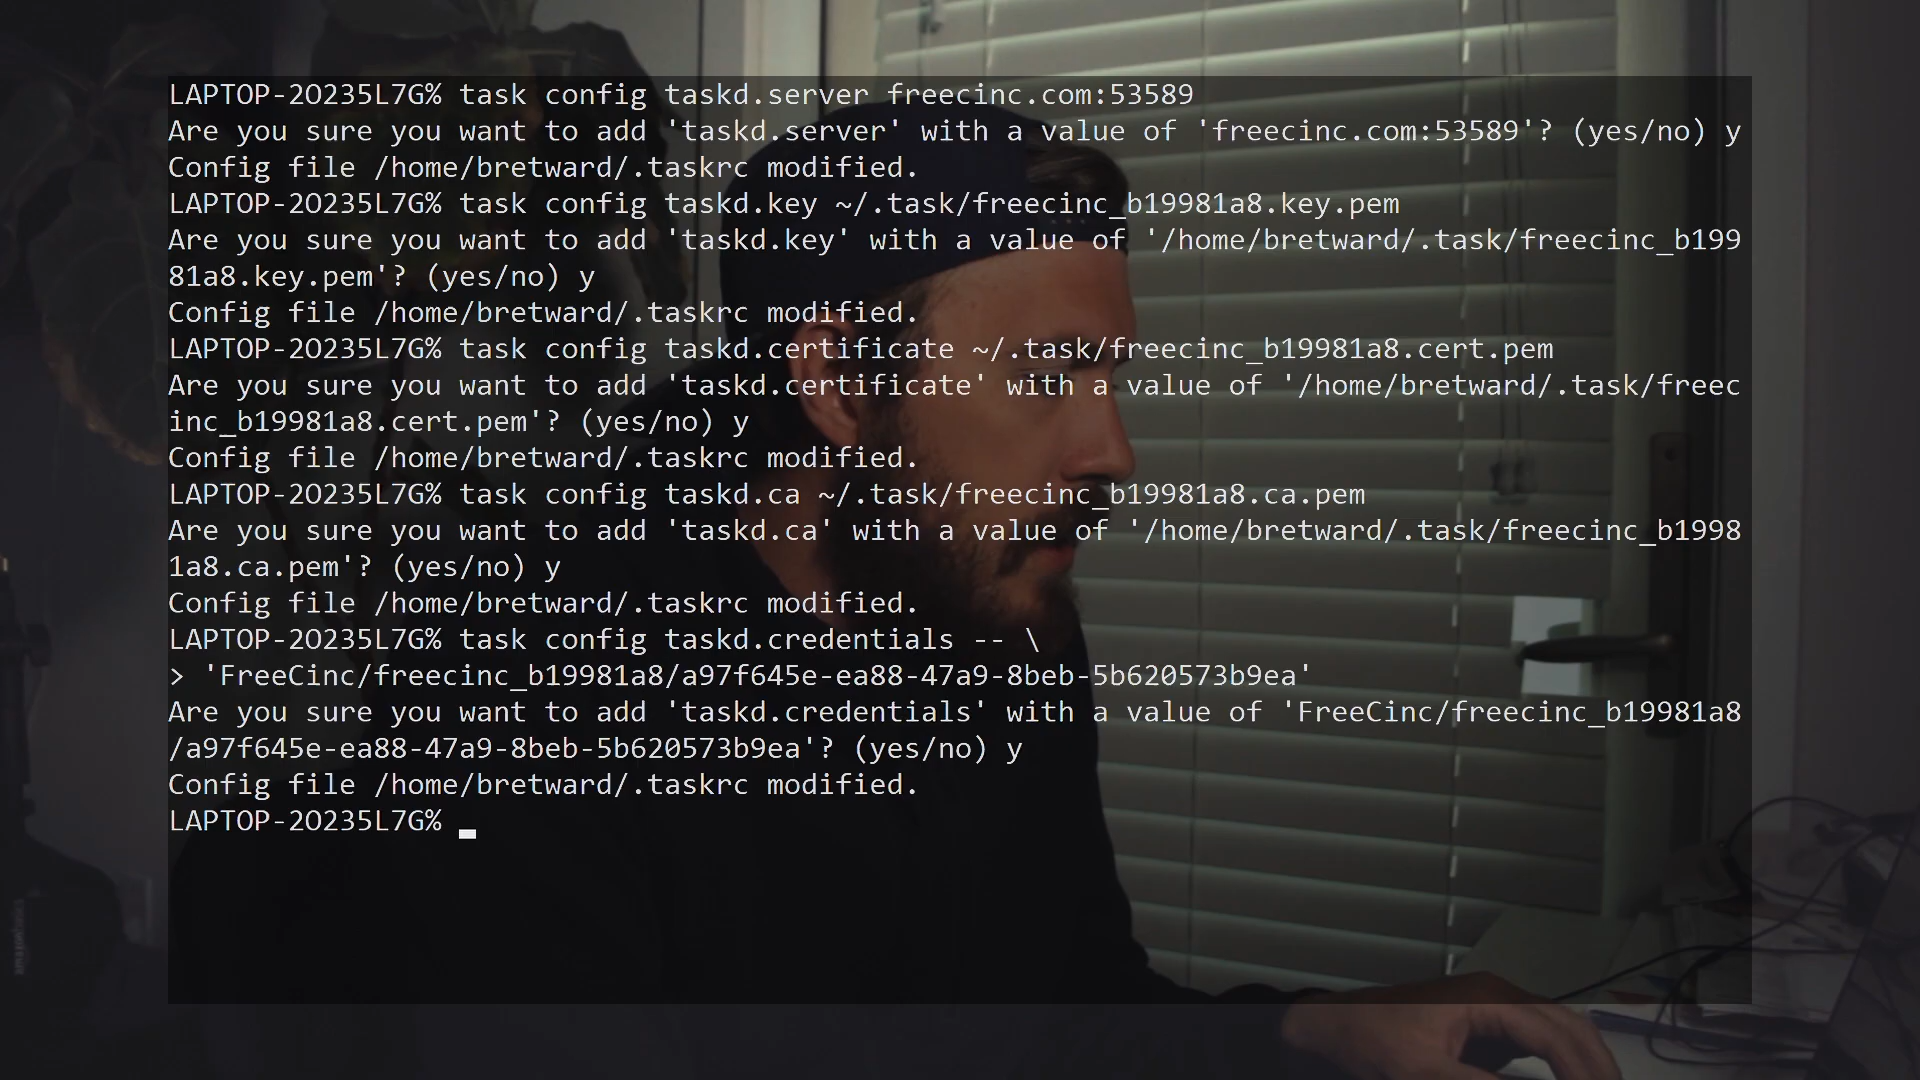 LAPTOP-2O235L7G% task config taskd.server freecinc.com:53589
Are you sure you want to add 'taskd.server' with a value of 'freecinc.com:53589'? (yes/no) y
Config file /home/bretward/.taskrc modified.
LAPTOP-2O235L7G% task config taskd.key ~/.task/freecinc_b19981a8.key.pem
Are you sure you want to add 'taskd.key' with a value of '/home/bretward/.task/freecinc_b199
81a8.key.pem'? (yes/no) y
Config file /home/bretward/.taskrc modified.
LAPTOP-2O235L7G% task config taskd.certificate ~/.task/freecinc_b19981a8.cert.pem
Are you sure you want to add 'taskd.certificate' with a value of '/home/bretward/.task/freec
inc_b19981a8.cert.pem'? (yes/no) y
Config file /home/bretward/.taskrc modified.
LAPTOP-2O235L7G% task config taskd.ca ~/.task/freecinc_b19981a8.ca.pem
Are you sure you want to add 'taskd.ca' with a value of '/home/bretward/.task/freecinc_b1998
1a8.ca.pem'? (yes/no) y
Config file /home/bretward/.taskrc modified.
LAPTOP-2O235L7G% task config taskd.credentials -- \
> 'FreeCinc/freecinc_b19981a8/a97f645e-ea88-47a9-8beb-5b620573b9ea'
Are you sure you want to add 'taskd.credentials' with a value of 'FreeCinc/freecinc_b19981a8
/a97f645e-ea88-47a9-8beb-5b620573b9ea'? (yes/no) y
Config file /home/bretward/.taskrc modified.
LAPTOP-2O235L7G%